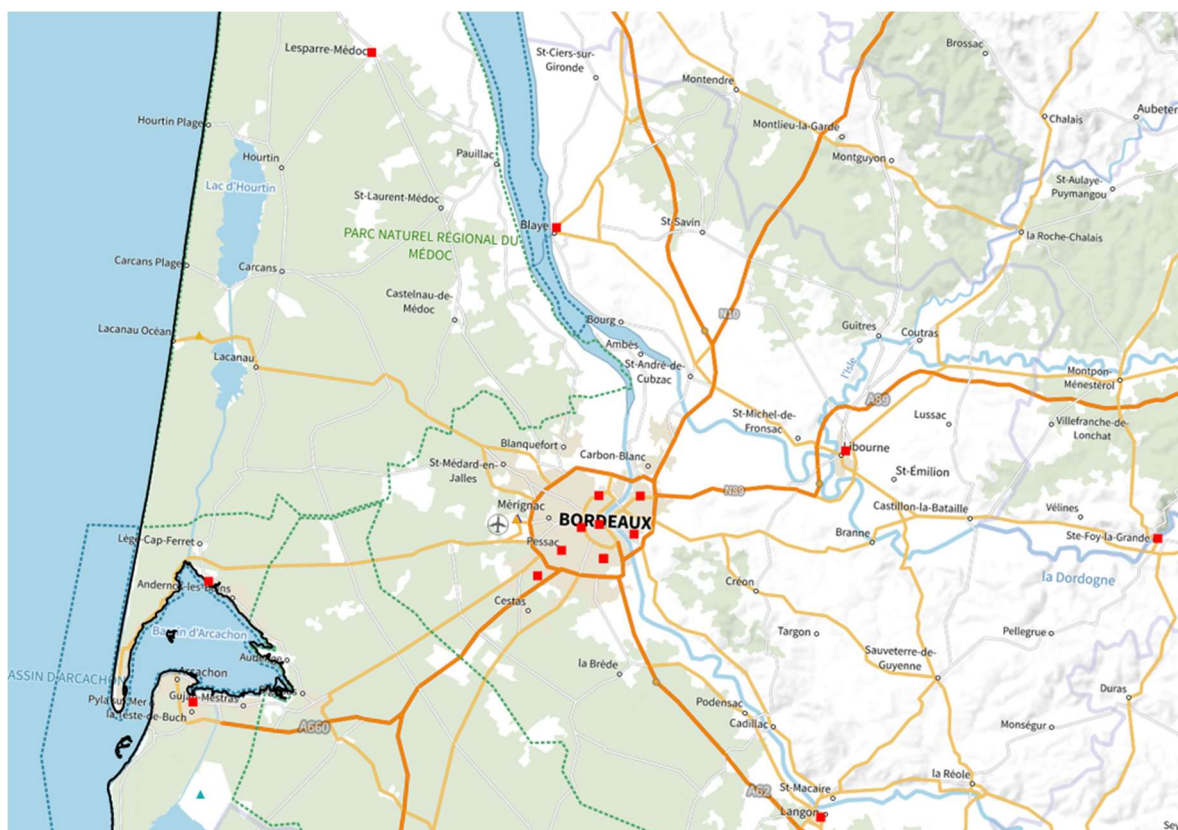 Lesparre-Médoc
St-Ciers-sur-
Gironde
Brossac
Montendre
Aubeter
Chalais
Hourtin Plage
Montlieu-la-Garde
Hourtin
Pauillac
Montguyon
Lac d'Hourtin
St-Aulaye-
Puymangou
St-Laurent-Médoc
Blaye
St-Savin
la Roche-Chalais
PARC NATUREL RÉGIONAL DU
MÉDOC
Carcans Plage
Carcans
Castelnau-de-
Médoc
Bourg
N10
Lacanau Océan
Guîtres
Coutras
Ambès
St-André-de-
Cubzac
l'Isle
Lacanau
Montpon-
Ménestérol
A89
St-Michel-de-
Fronsac
Lussac
Villefranche-de-
Lonchat
Blanquefort
Carbon-Blanc
Libourne
St-Médard-en-
Jalles
St-Émilion
N89
Mérignac
BORDEAUX
Castillon-la-Bataille
Vélines
Pessac
Branne
Ste-Foy-la-Grande
Lège-Cap-Ferret
la Dordogne
Andernos-les-Bains
Créon
Cestas
Bassin d'Arcachon
Targon
Pellegrue
Audenge
la Brède
Sauveterre-de-
Guyenne
ASSIN D'ARCACHON
Arcachon
Pyla sur Mer
Gujan-Mestras
la Teste-de-Buch
Duras
Podensac
Cadillac
Monségur
A660
la Réole
St-Macaire
A62
Langon
Sey